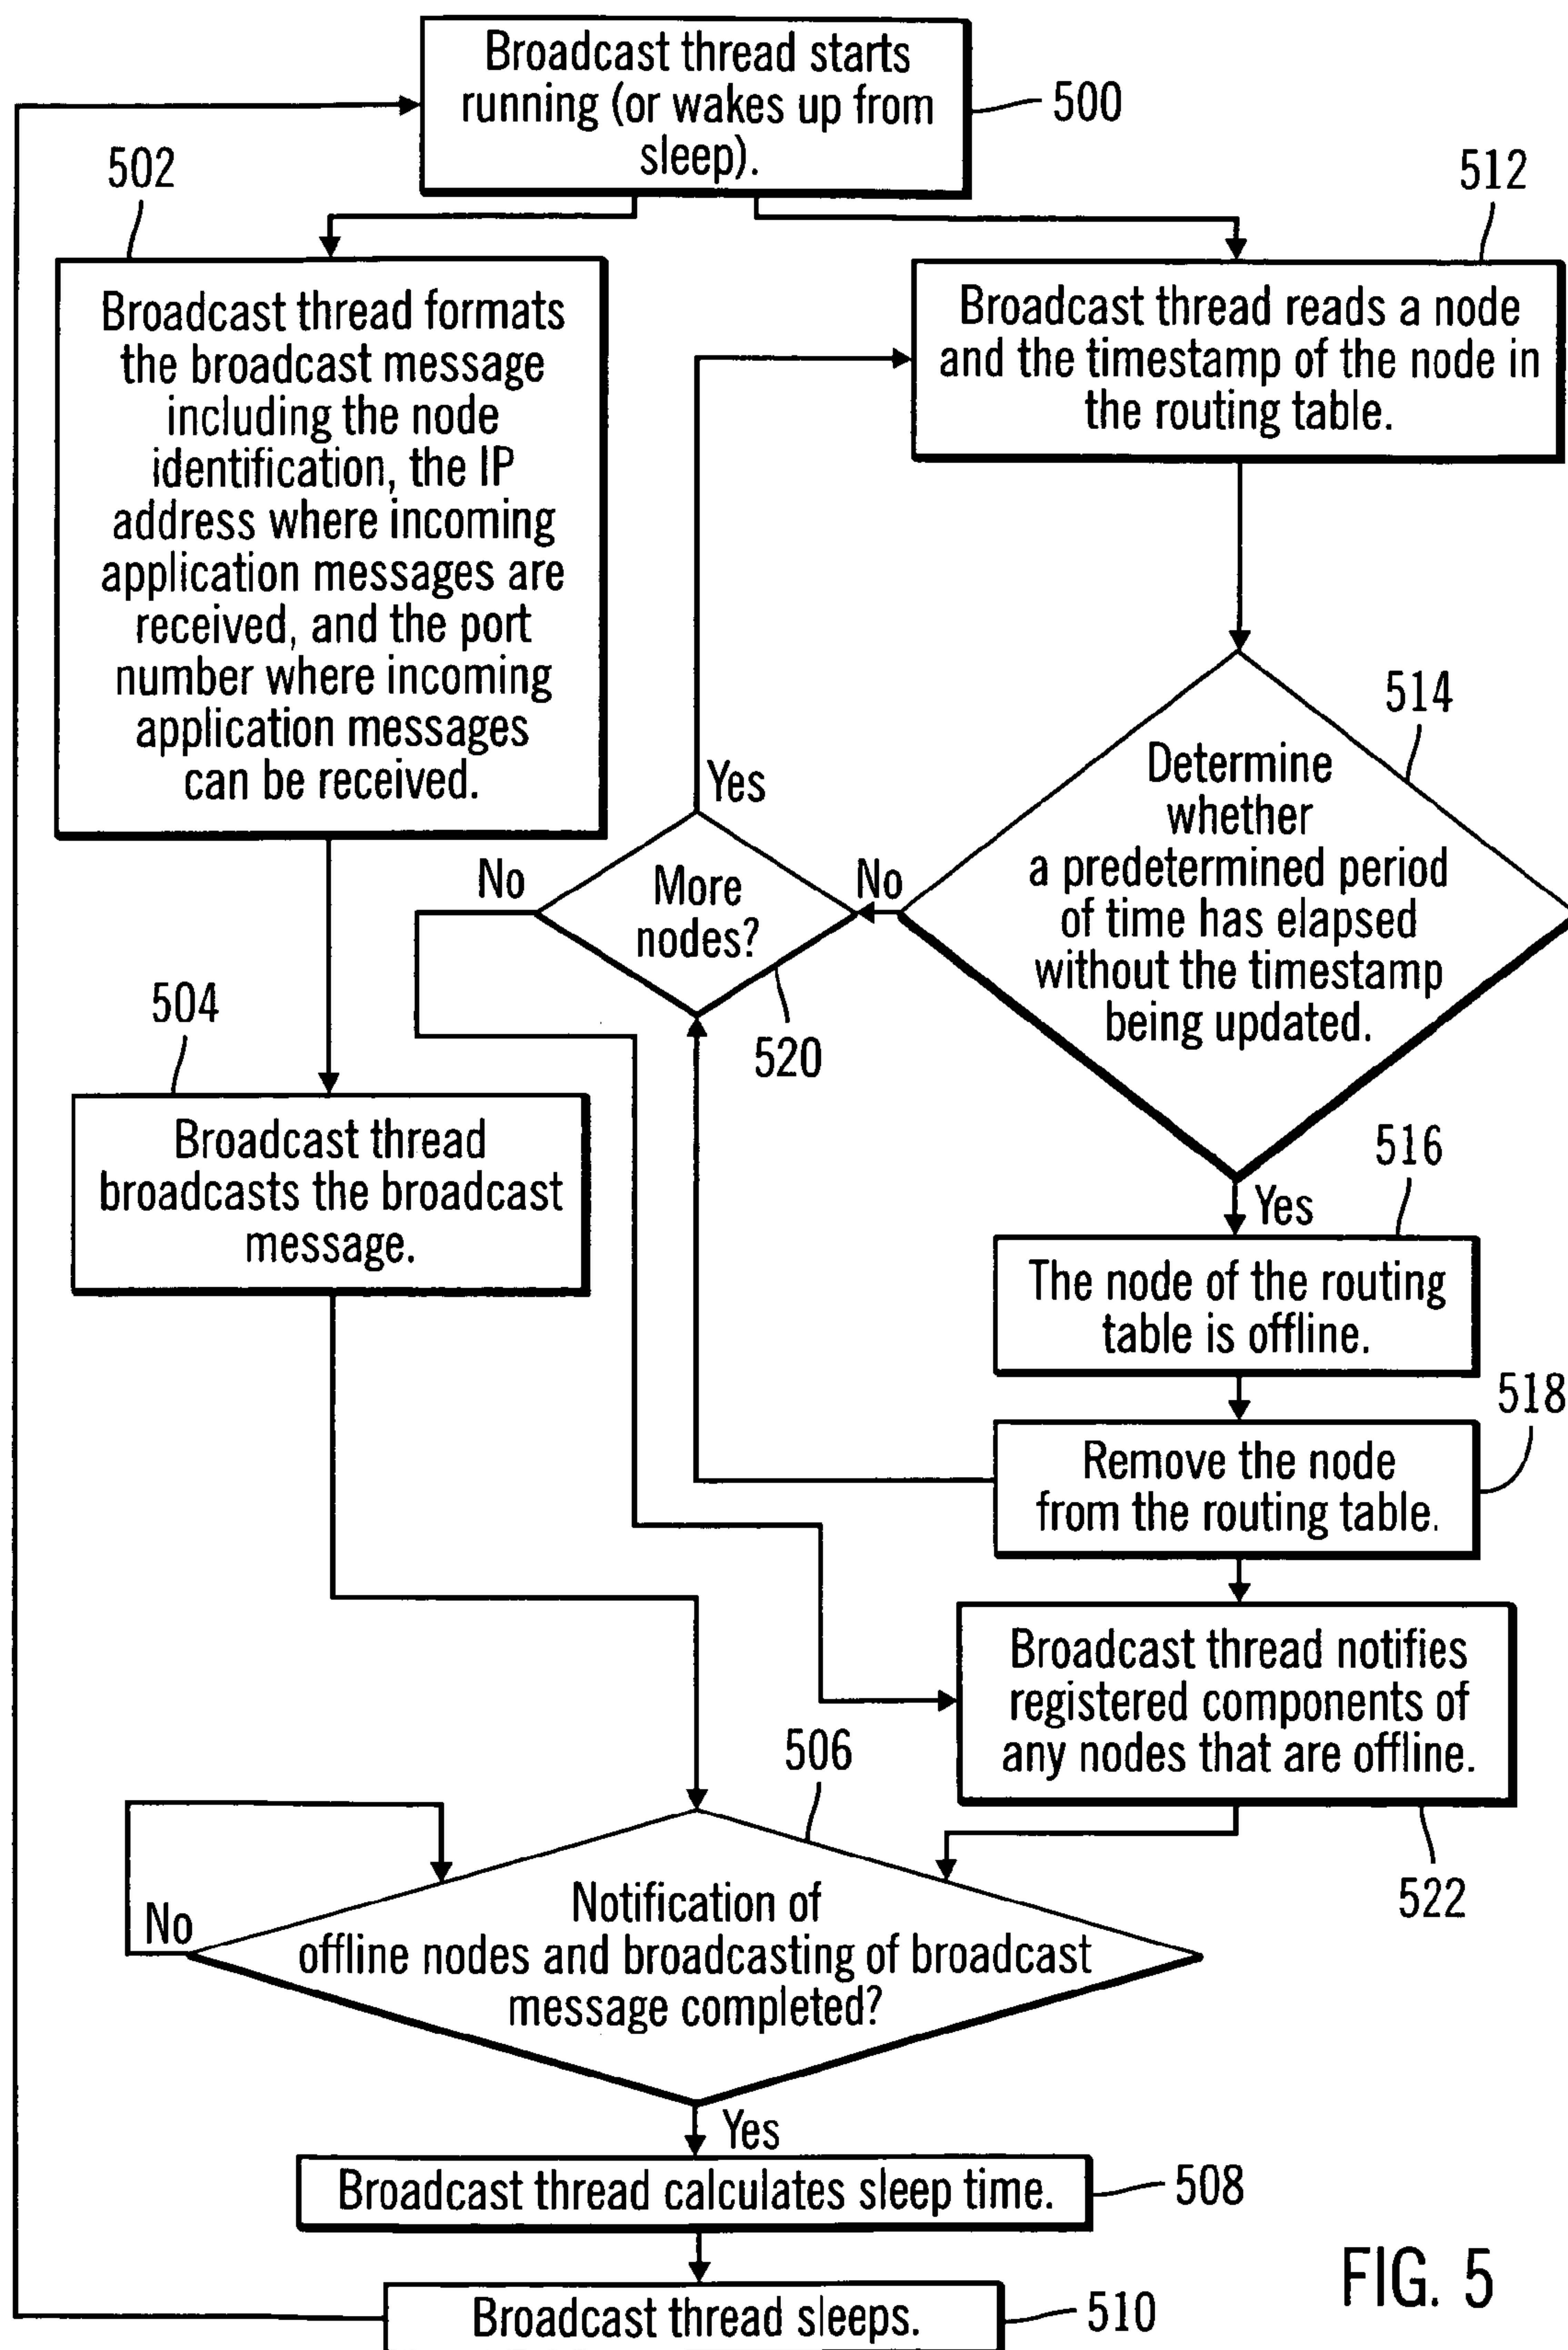 Broadcast thread starts
running (or wakes up from
sleep).
500
502
512
Broadcast thread formats
the broadcast message
including the node
identification, the IP
address where incoming
application messages are
received, and the port
number where incoming
application messages
can be received.
Broadcast thread reads a node
and the timestamp of the node in
the routing table.
514
Determine
whether
a predetermined period
of time has elapsed
without the timestamp
being updated.
Yes
No
More
nodes?
No
520
504
Broadcast thread
broadcasts the broadcast
message.
516
Yes
The node of the routing
table is offline.
518
Remove the node
from the routing table.
Broadcast thread notifies
registered components of
any nodes that are offline.
522
506
No
Notification of
offline nodes and broadcasting of broadcast
message completed?
Yes
Broadcast thread calculates sleep time.
508
Broadcast thread sleeps.
510
FIG. 5